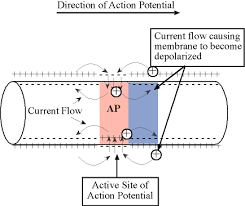 Direction of Action Potential
Current flow causing
membrane to become
depolarized
Current Flow
AP
Active Site of
Action Potential